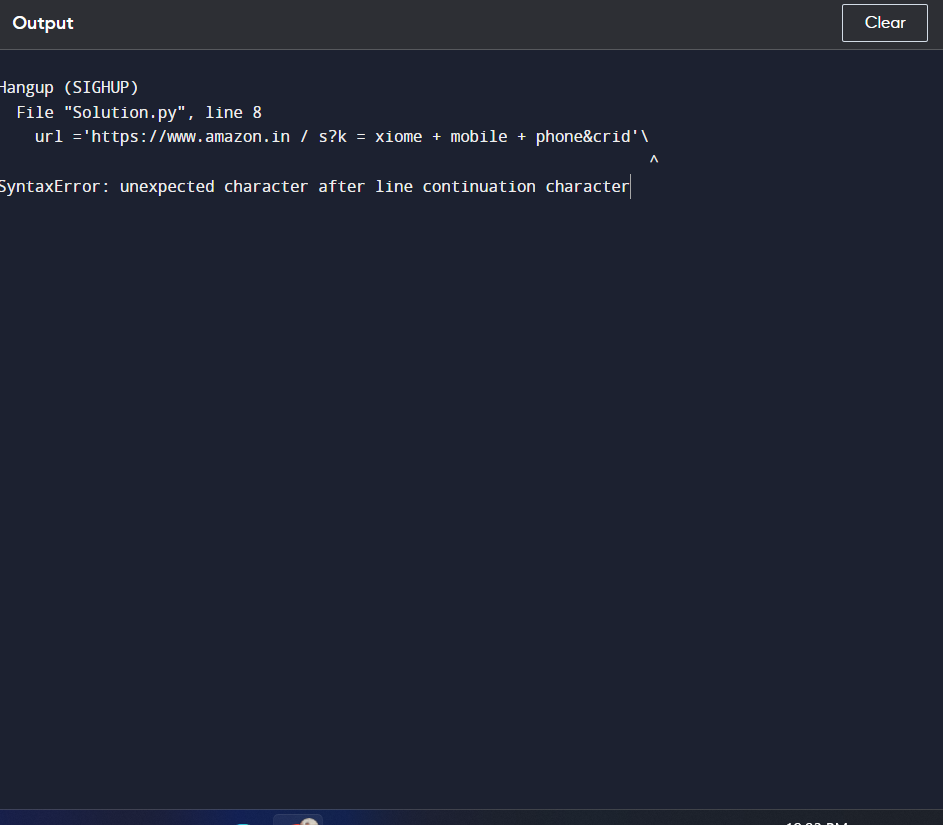 Output
Clear
Hangup (SIGHUP)
File "Solution.py", line 8
url ='https://www.amazon.in / s?k = xiome + mobile + phone&crid'\
^
SyntaxError: unexpected character after line continuation character